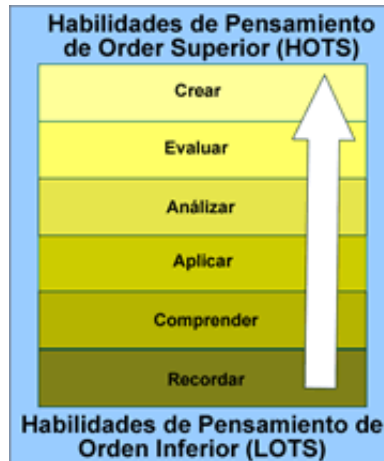 Habilidades de Pensamiento
de Order Superior (HOTS)
Crear
Evaluar
Análizar
Aplicar
Comprender
Recordar
Habilidades de Pensamiento de
Orden Inferior (LOTS)